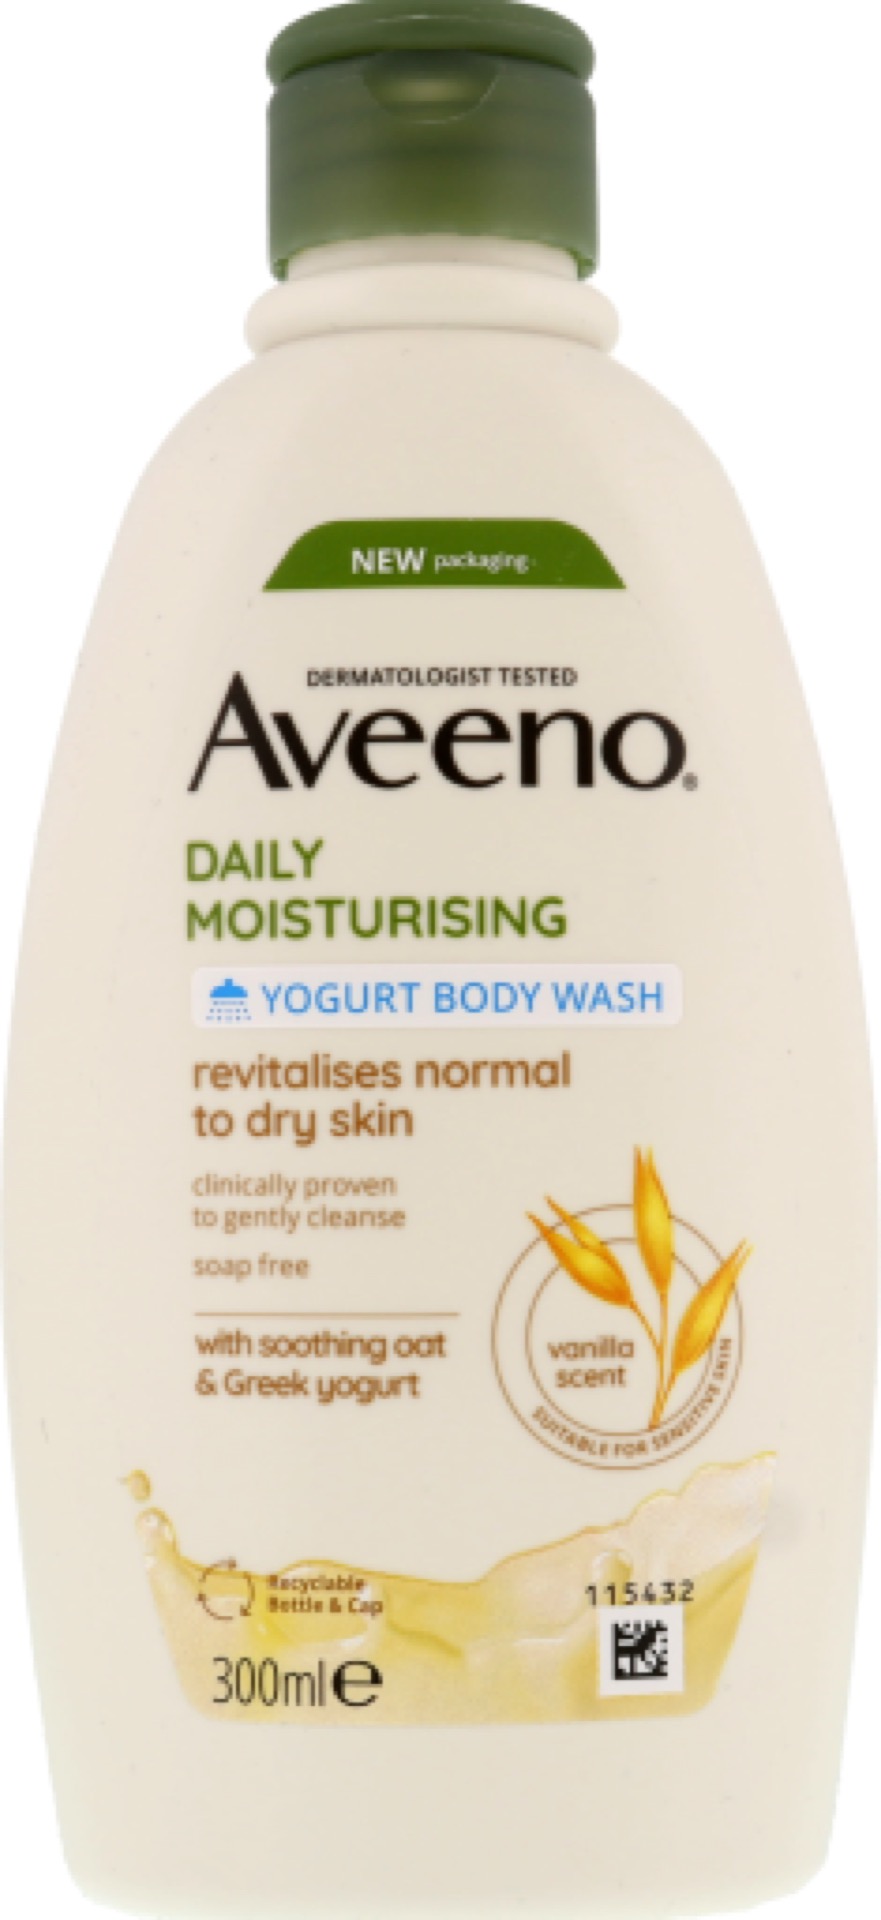 NEW packaging
DERMATOLOGIST TESTED
Aveeno®
DAILY
MOISTURISING
YOGURT BODY WASH
revitalises normal
to dry skin
clinically proven
to gently cleanse
soap free
with soothing oat
& Greek yogurt
vanilla
scent
SUITABLE FOR SENSITIVE SKIN
Recyclable
Bottle & Cap
115432
300ml℮